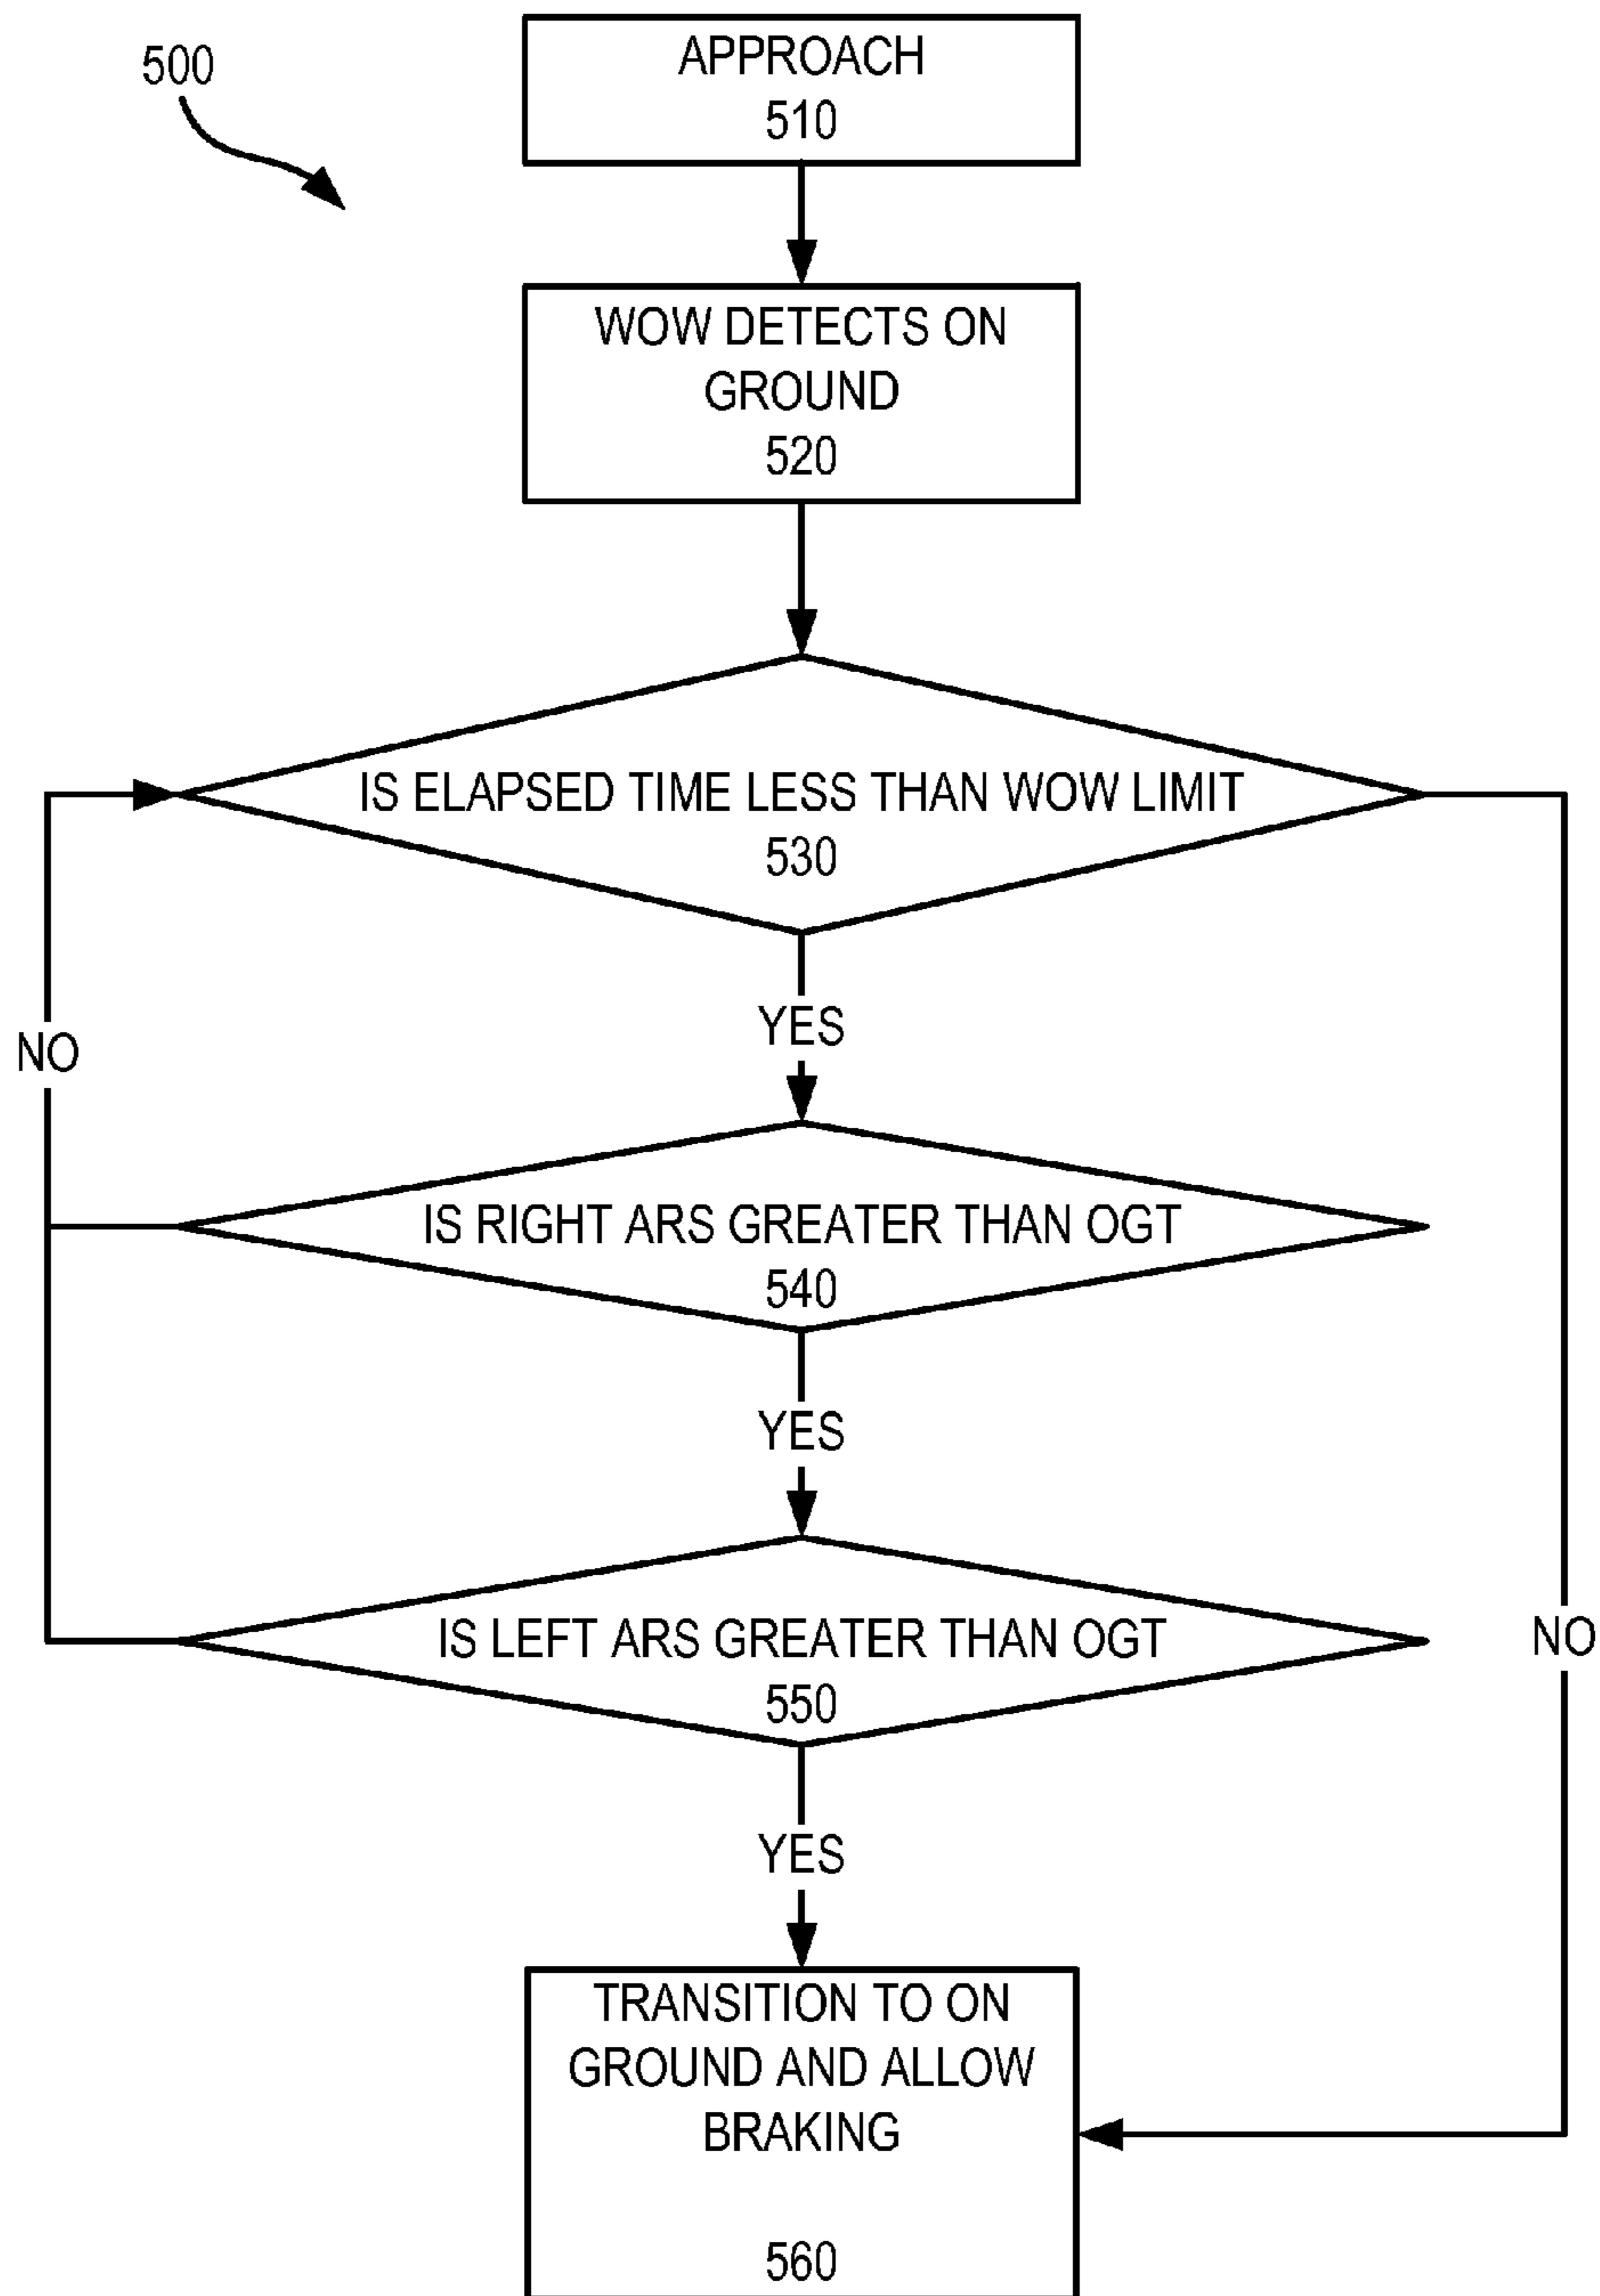 500
APPROACH
510
WOW DETECTS ON
GROUND
520
IS ELAPSED TIME LESS THAN WOW LIMIT
530
YES
NO
IS RIGHT ARS GREATER THAN OGT
540
YES
IS LEFT ARS GREATER THAN OGT
550
NO
YES
TRANSITION TO ON
GROUND AND ALLOW
BRAKING
560